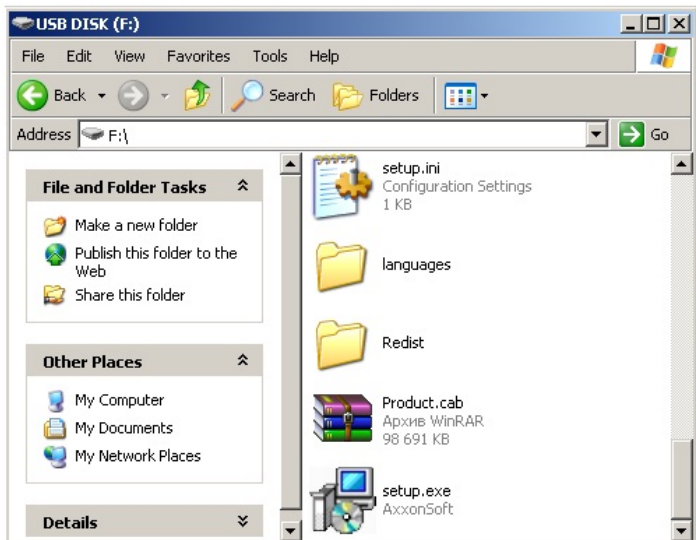 USB DISK (F:)
File Edit View Favorites Tools Help
Back Search Folders
Address F:\ Go
File and Folder Tasks
Make a new folder
Publish this folder to the
Web
Share this folder
Other Places
My Computer
My Documents
My Network Places
Details
setup.ini
Configuration Settings
1 KB
languages
Redist
Product.cab
Архив WinRAR
98 691 KB
setup.exe
AxxonSoft